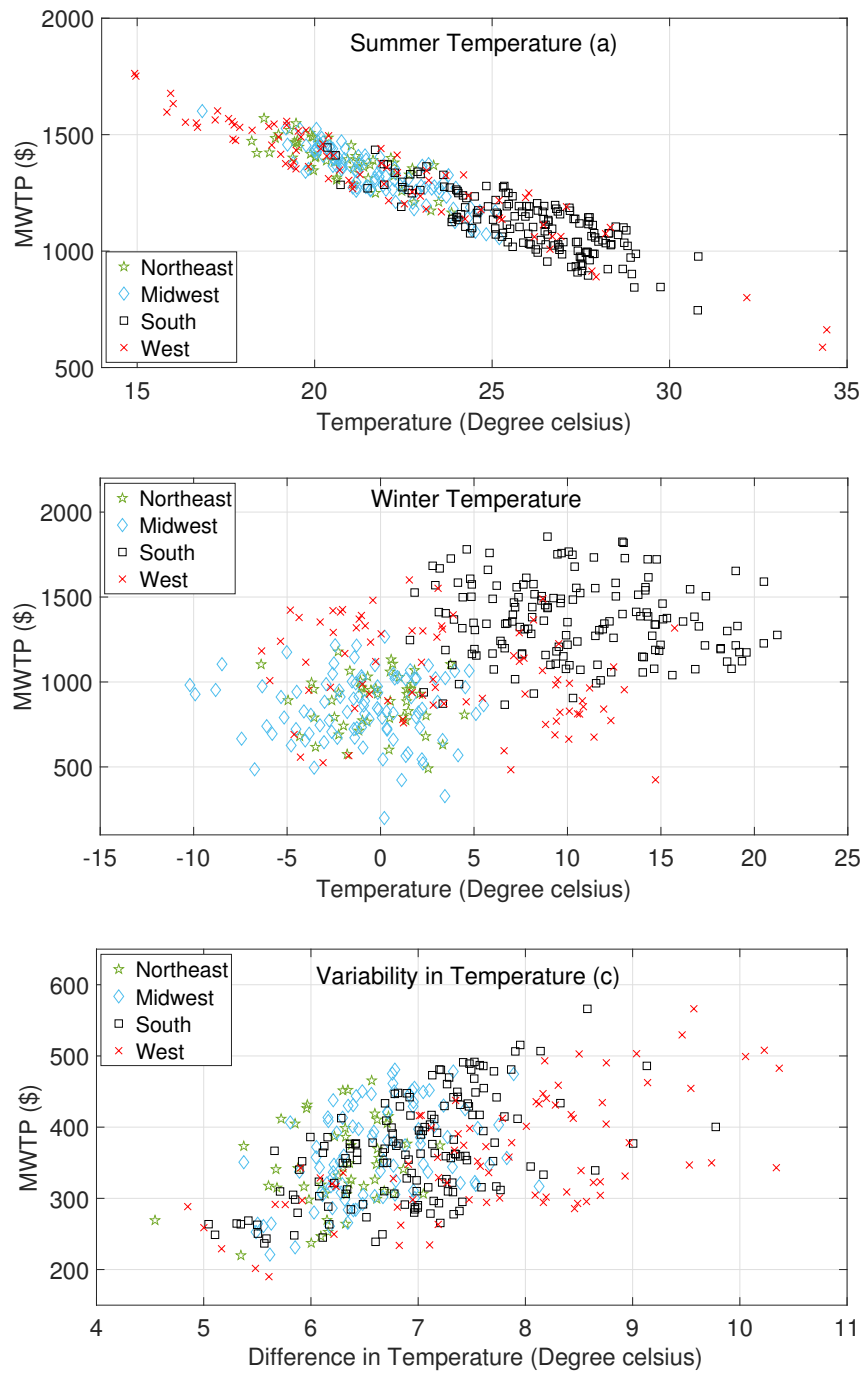 Summer Temperature (a)
MWTP ($)
2000
1500
1000
500
Northeast
Midwest
South
West
15 20 25 30 35
Temperature (Degree celsius)
Winter Temperature
MWTP ($)
2000
1500
1000
500
Northeast
Midwest
South
West
-15 -10 -5 0 5 10 15 20 25
Temperature (Degree celsius)
Variability in Temperature (c)
MWTP ($)
600
500
400
300
200
Northeast
Midwest
South
West
4 5 6 7 8 9 10 11
Difference in Temperature (Degree celsius)